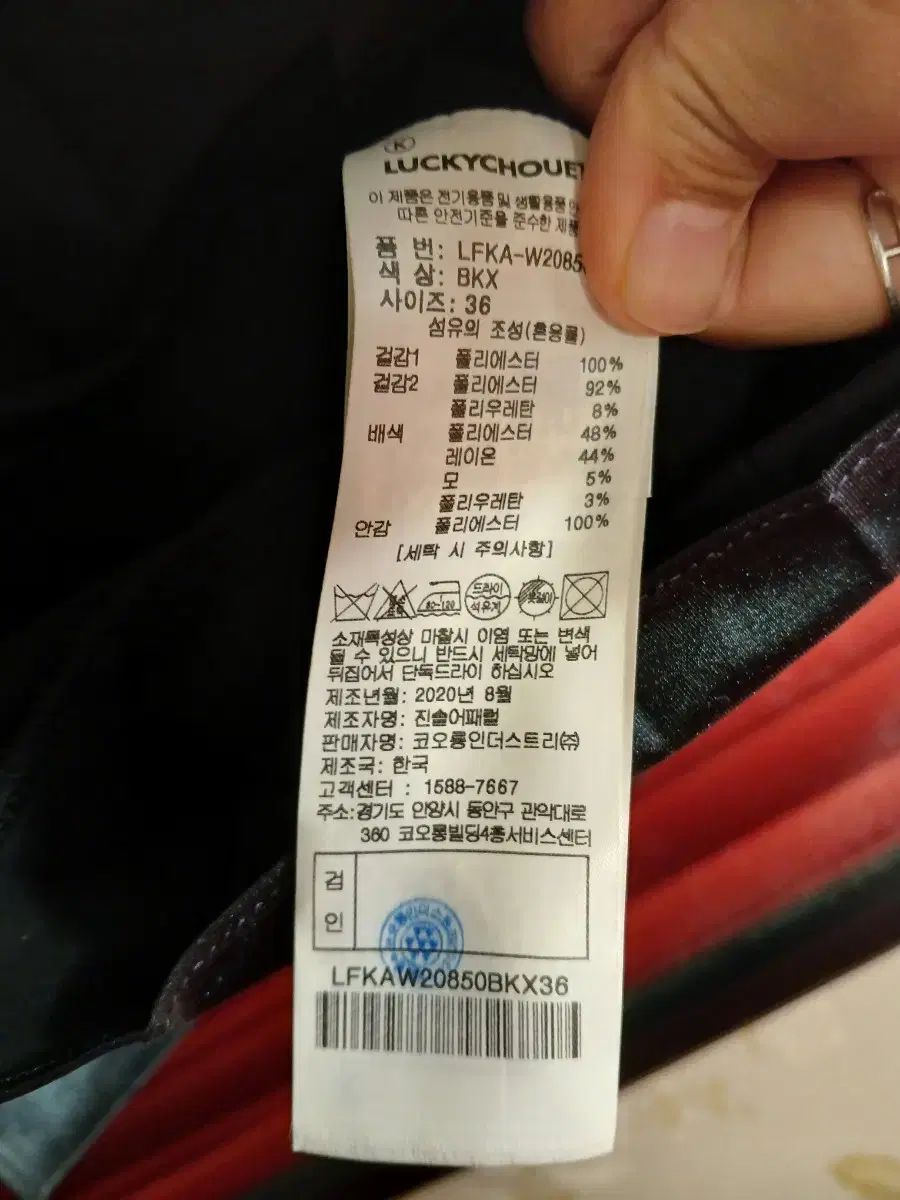 K
LUCKYCHOUET
이 제품은 전기용품 및 생활용품
따른 안전기준을 준수한 제품
품 번: LFKA-W2085
색 상: BKX
사이즈: 36
섬유의 조성(혼용률)
겉감1 폴리에스터 100%
겉감2 폴리에스터 92%
폴리우레탄 8%
배색 폴리에스터 48%
레이온 44%
모 5%
폴리우레탄 3%
안감 폴리에스터 100%
[세탁 시 주의사항]
80~120 드라이 석유계 옷걸이
소재특성상 마찰시 이염 또는 변색
될 수 있으니 반드시 세탁망에 넣어
뒤집어서 단독드라이 하십시오
제조년월: 2020년 8월
제조자명: 진솔어패럴
판매자명: 코오롱인더스트리㈜
제조국: 한국
고객센터 : 1588-7667
주소:경기도 안양시 동안구 관악대로
360 코오롱빌딩4층서비스센터
검
인
LFKAW20850BKX36